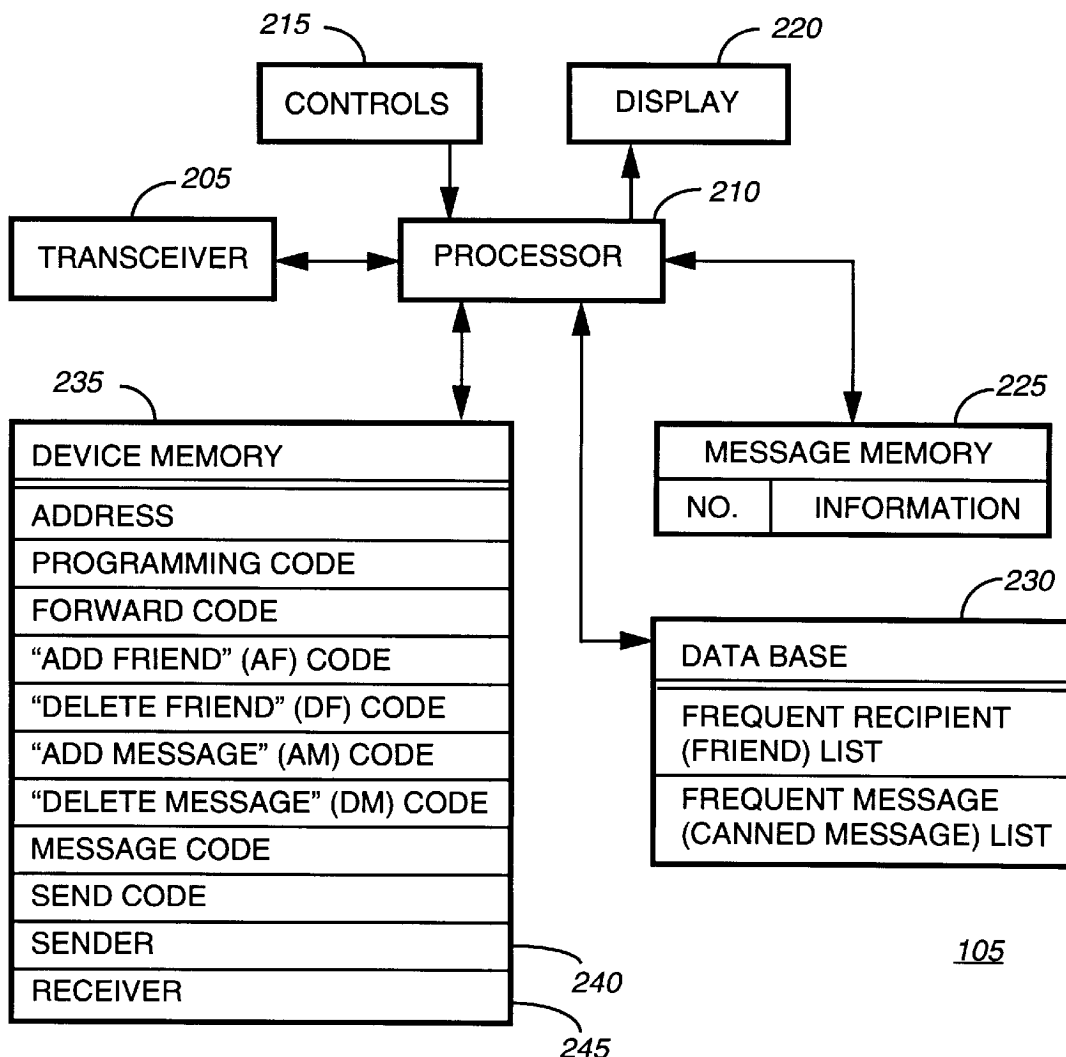 215
220
CONTROLS
DISPLAY
205
210
TRANSCEIVER
PROCESSOR
235
225
DEVICE MEMORY
MESSAGE MEMORY
NO.
INFORMATION
ADDRESS
PROGRAMMING CODE
FORWARD CODE
“ADD FRIEND” (AF) CODE
“DELETE FRIEND” (DF) CODE
“ADD MESSAGE” (AM) CODE
“DELETE MESSAGE” (DM) CODE
MESSAGE CODE
SEND CODE
SENDER
RECEIVER
230
DATA BASE
FREQUENT RECIPIENT
(FRIEND) LIST
FREQUENT MESSAGE
(CANNED MESSAGE) LIST
240
245
105